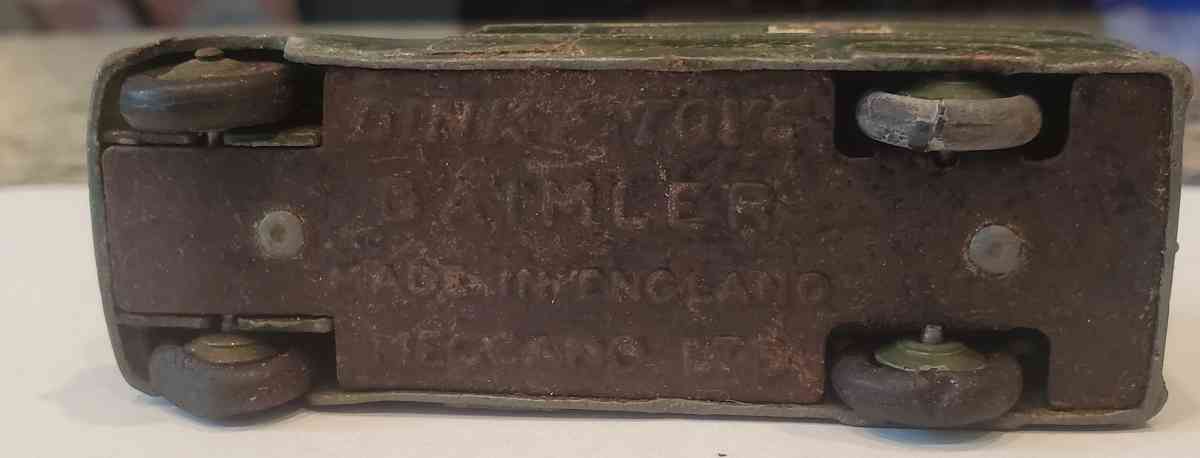 DINKY TOYS
DAIMLER
MADE IN ENGLAND
MECCANO LTD